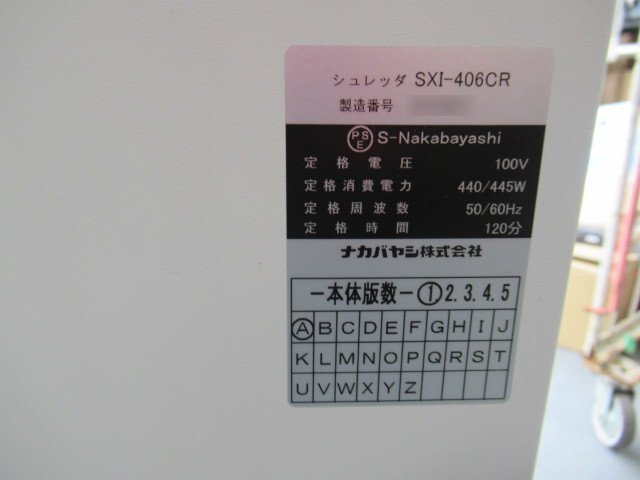 シュレッダ SXI-406CR
製造番号
PSE S-Nakabayashi
定格電圧 100V
定格消費電力 440/445W
定格周波数 50/60Hz
定格時間 120分
ナカバヤシ株式会社
ー本体版数ー①2.3.4.5
Ⓐ B C D E F G H I J
K L M N O P Q R S T
U V W X Y Z